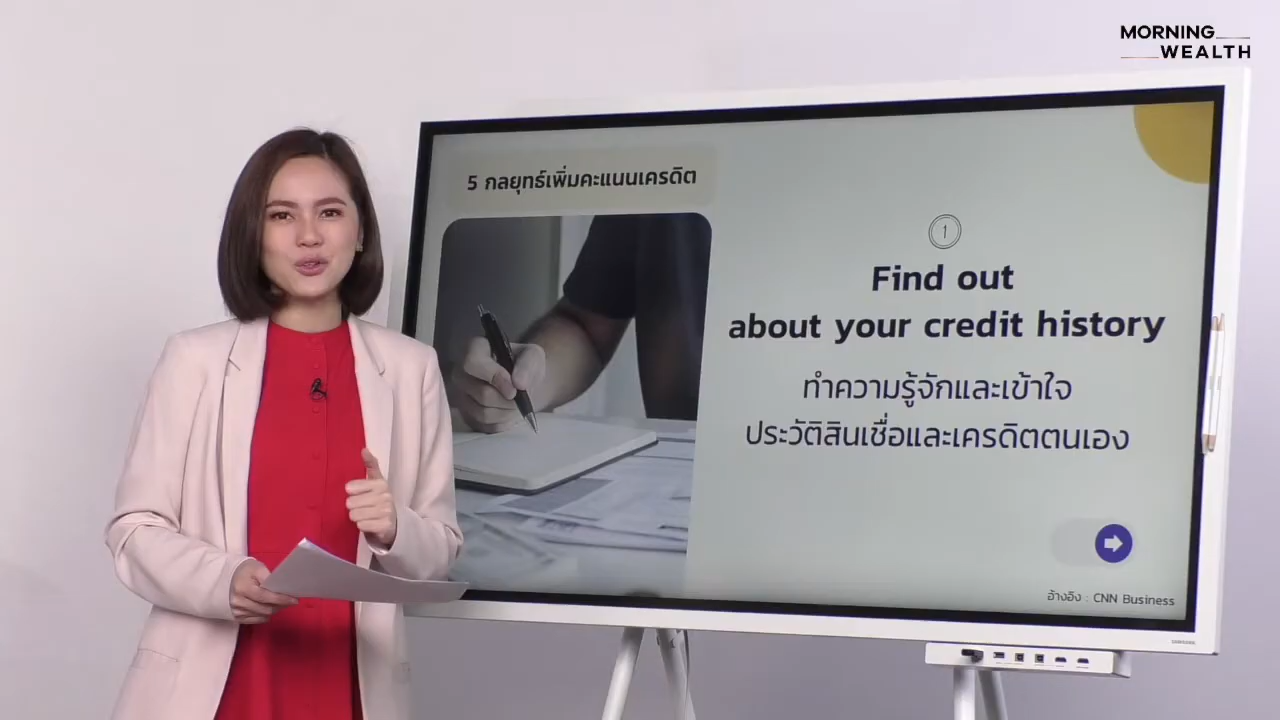 MORNING
WEALTH
5 กลยุทธ์เพิ่มคะแนนเครดิต
1
Find out
about your credit history
ทำความรู้จักและเข้าใจ
ประวัติสินเชื่อและเครดิตตนเอง
อ้างอิง : CNN Business
SAMSUNG